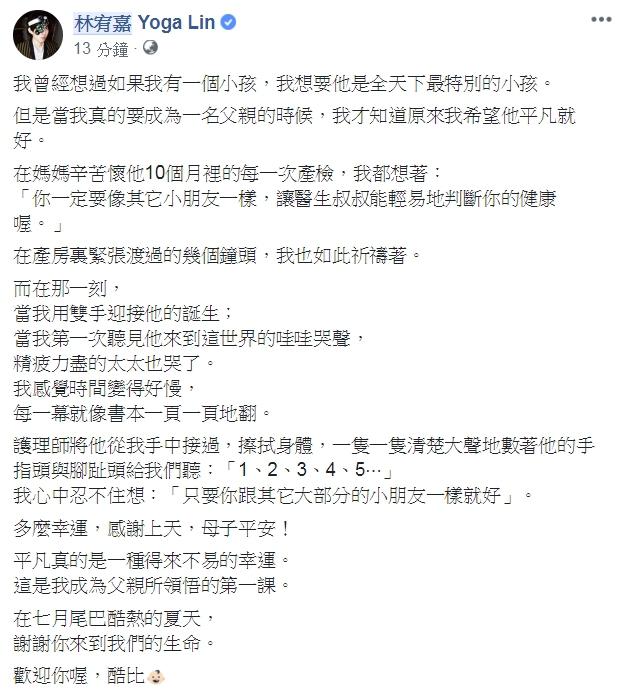 林宥嘉 Yoga Lin
13 分鐘 ·
我曾經想過如果我有一個小孩，我想要他是全天下最特別的小孩。
但是當我真的要成為一名父親的時候，我才知道原來我希望他平凡就
好。
在媽媽辛苦懷他10個月裡的每一次產檢，我都想著：
「你一定要像其它小朋友一樣，讓醫生叔叔能輕易地判斷你的健康
喔。」
在產房裏緊張渡過的幾個鐘頭，我也如此祈禱著。
而在那一刻，
當我用雙手迎接他的誕生；
當我第一次聽見他來到這世界的哇哇哭聲，
精疲力盡的太太也哭了。
我感覺時間變得好慢，
每一幕就像書本一頁一頁地翻。
護理師將他從我手中接過，擦拭身體，一隻一隻清楚大聲地數著他的手
指頭與腳趾頭給我們聽：「1、2、3、4、5⋯」
我心中忍不住想：「只要你跟其它大部分的小朋友一樣就好」。
多麼幸運，感謝上天，母子平安！
平凡真的是一種得來不易的幸運。
這是我成為父親所領悟的第一課。
在七月尾巴酷熱的夏天，
謝謝你來到我們的生命。
歡迎你喔，酷比👶🏻